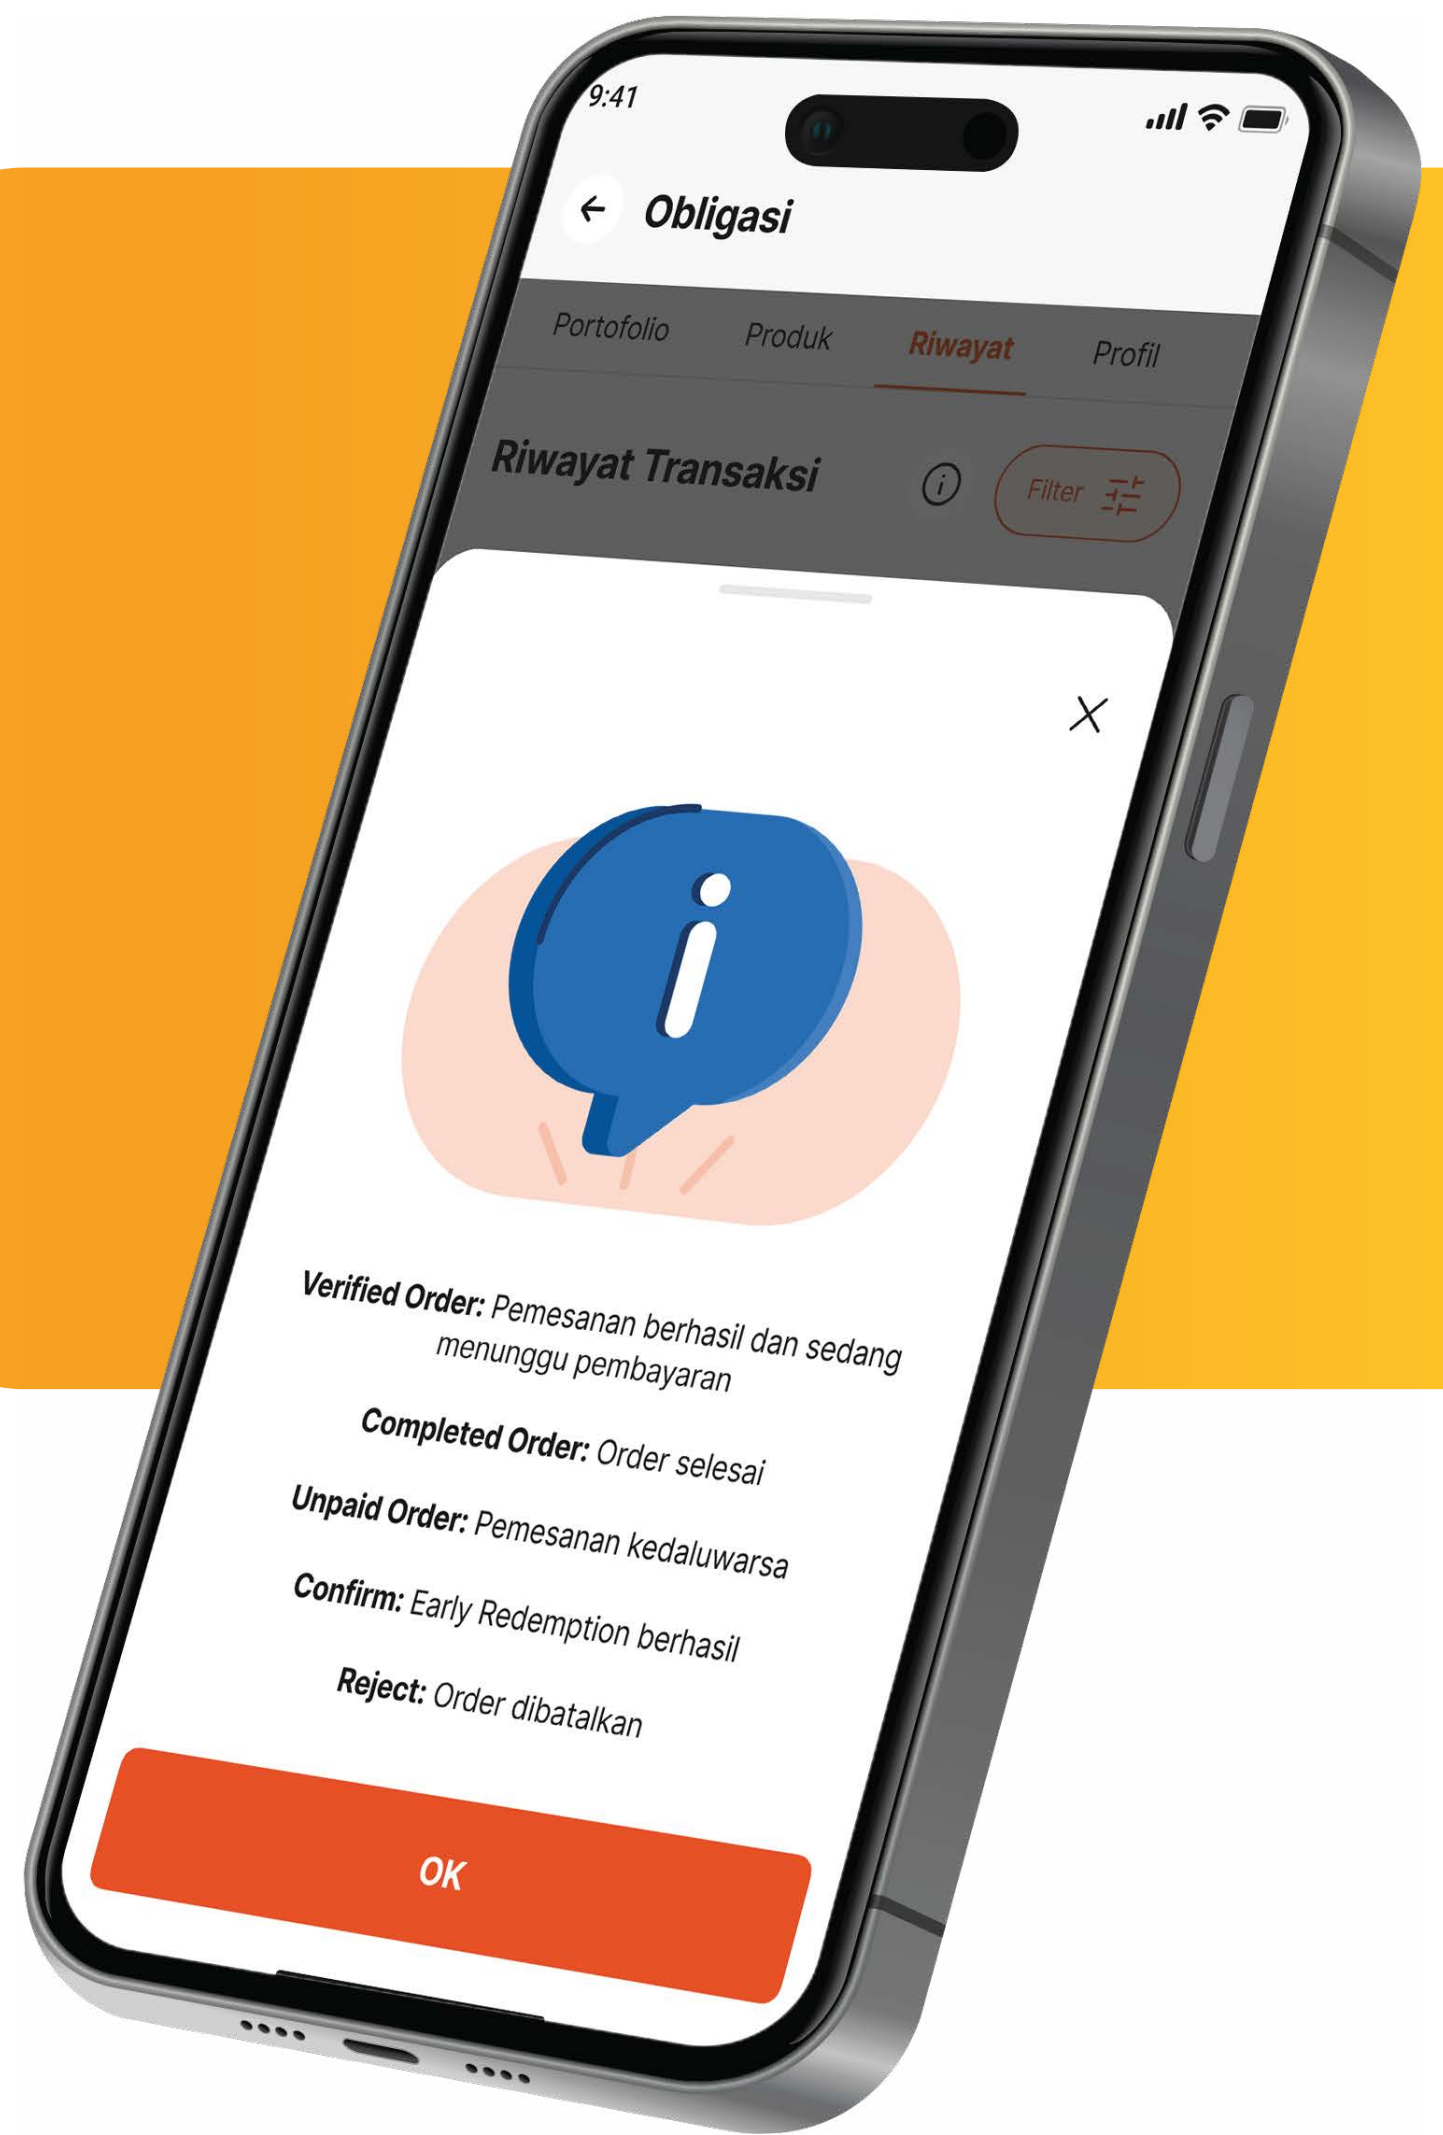 9:41
Obligasi
Portofolio Produk Riwayat Profil
Riwayat Transaksi
Filter
Verified Order: Pemesanan berhasil dan sedang
menunggu pembayaran
Completed Order: Order selesai
Unpaid Order: Pemesanan kedaluwarsa
Confirm: Early Redemption berhasil
Reject: Order dibatalkan
OK